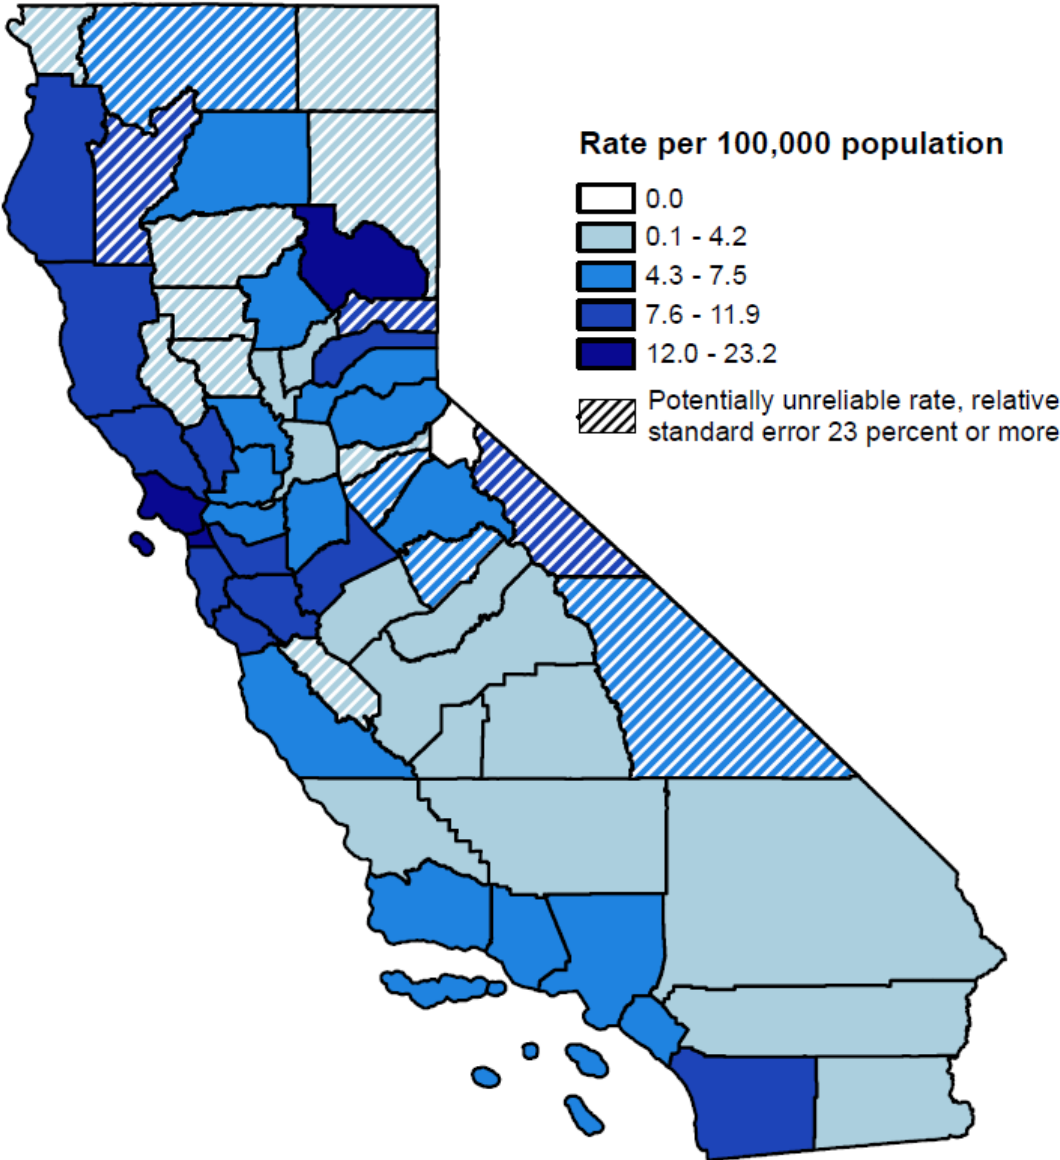 Rate per 100,000 population
0.0
0.1 - 4.2
4.3 - 7.5
7.6 - 11.9
12.0 - 23.2
Potentially unreliable rate, relative
standard error 23 percent or more